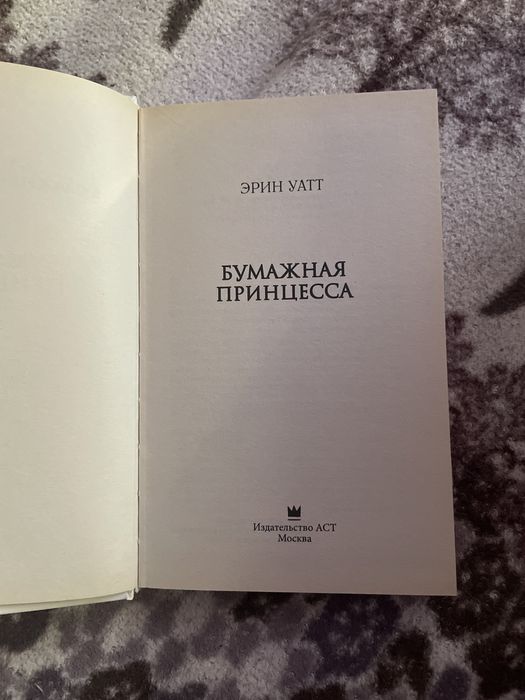 ЭРИН УАТТ
БУМАЖНАЯ
ПРИНЦЕССА
Издательство АСТ
Москва